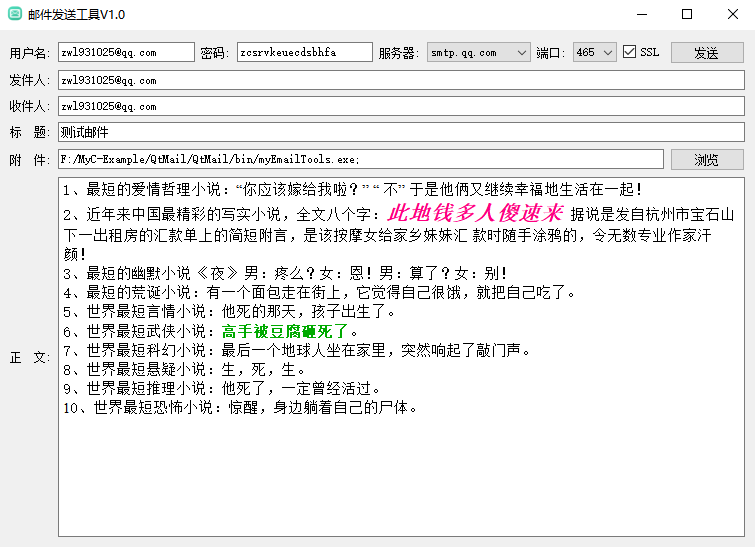 邮件发送工具V1.0
用户名: zwl931025@qq.com 密码: zcsrvkeuecdsbhfa 服务器: smtp.qq.com 端口: 465 SSL 发送
发件人: zwl931025@qq.com
收件人: zwl931025@qq.com
标 题: 测试邮件
附 件: F:/MyC-Example/QtMail/QtMail/bin/myEmailTools.exe; 浏览
正 文:
1、最短的爱情哲理小说：“你应该嫁给我啦？” “ 不” 于是他俩又继续幸福地生活在一起！
2、近年来中国最精彩的写实小说，全文八个字：此地钱多人傻速来 据说是发自杭州市宝石山
下一出租房的汇款单上的简短附言，是该按摩女给家乡妹妹汇 款时随手涂鸦的，令无数专业作家汗
颜！
3、最短的幽默小说 《夜》 男：疼么？女：恩！男：算了？女：别！
4、最短的荒诞小说：有一个面包走在街上，它觉得自己很饿，就把自己吃了。
5、世界最短言情小说：他死的那天，孩子出生了。
6、世界最短武侠小说：高手被豆腐砸死了。
7、世界最短科幻小说：最后一个地球人坐在家里，突然响起了敲门声。
8、世界最短悬疑小说：生，死，生。
9、世界最短推理小说：他死了，一定曾经活过。
10、世界最短恐怖小说：惊醒，身边躺着自己的尸体。